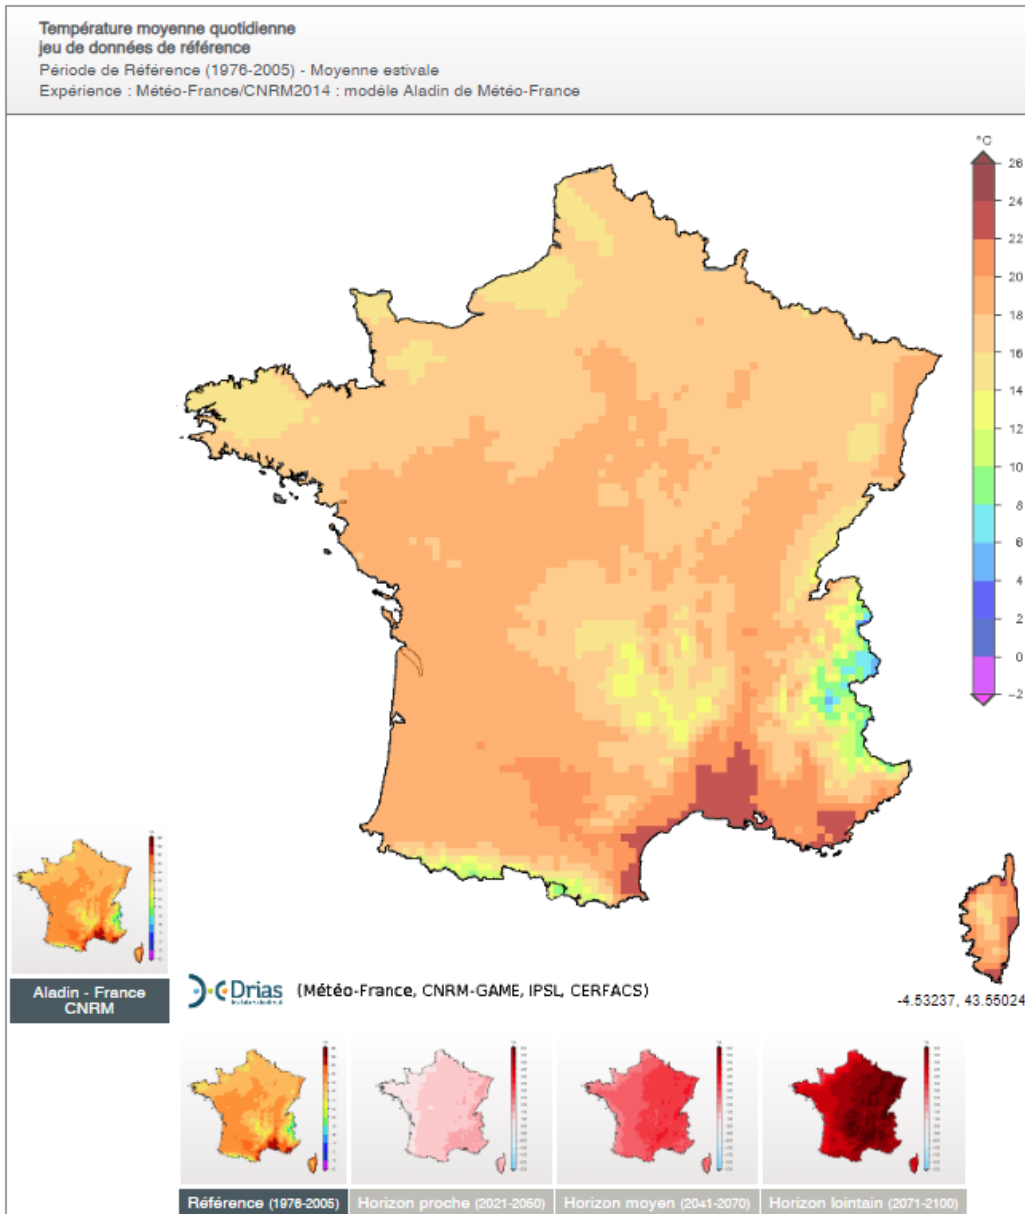 Température moyenne quotidienne
jeu de données de référence
Période de Référence (1976-2005) - Moyenne estivale
Expérience : Météo-France/CNRM2014 : modèle Aladin de Météo-France
°C
26
24
22
20
18
16
14
12
10
8
6
4
2
0
-2
Aladin - France
CNRM
Drias
(Météo-France, CNRM-GAME, IPSL, CERFACS)
-4.53237, 43.55024
Référence (1976-2005)
Horizon proche (2021-2050)
Horizon moyen (2041-2070)
Horizon lointain (2071-2100)